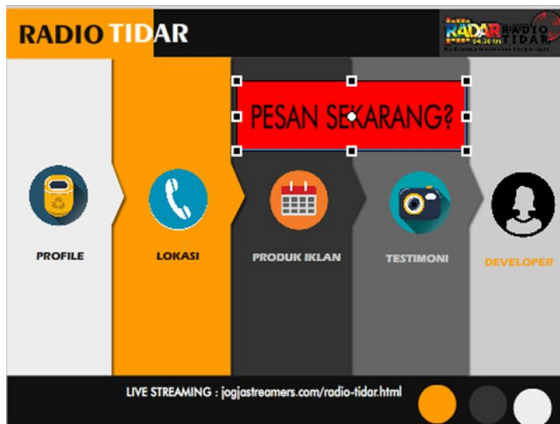 RADIO TIDAR
RADAR
RADIO
TIDAR
PESAN SEKARANG?
PROFILE
LOKASI
PRODUK IKLAN
TESTIMONI
DEVELOPER
LIVE STREAMING : jogjastreamers.com/radio-tidar.html